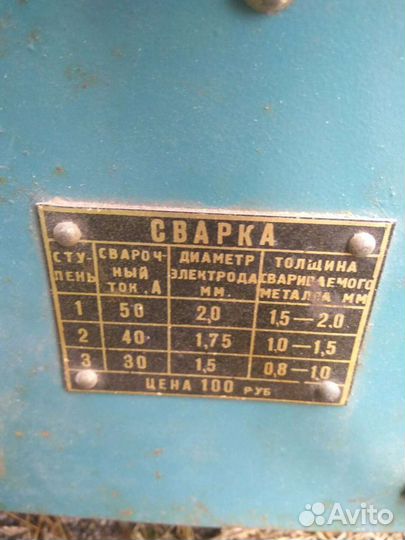 СВАРКА
СТУ- СВАРОЧ- ДИАМЕТР ТОЛЩИНА
ПЕНЬ НЫЙ ЭЛЕКТРОДА СВАРИВАЕМОГО
ТОК. А ММ. МЕТАЛЛА ММ
1 50 2,0 1,5—2.0
2 40 1,75 1.0—1,5
3 30 1,5 0,8—1.0
ЦЕНА 100 РУБ
Avito